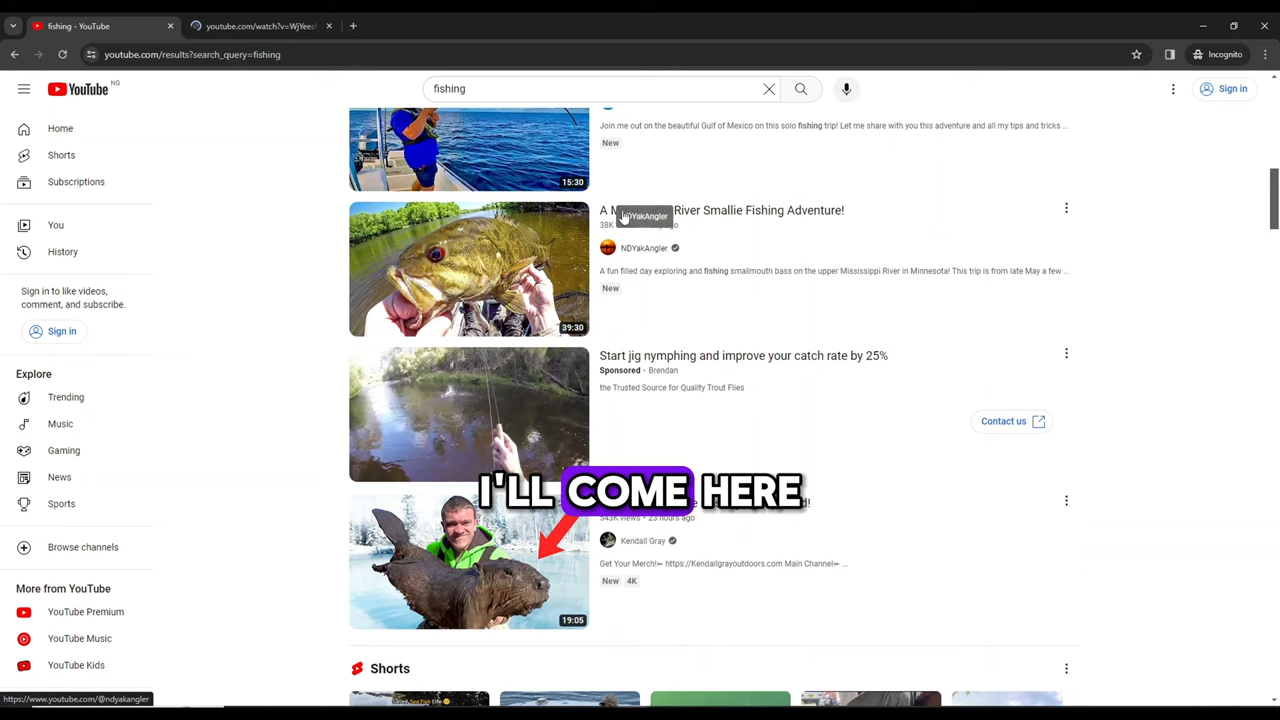 fishing - YouTube
youtube.com/watch?v=WjYees
youtube.com/results?search_query=fishing
Incognito
YouTube NG
fishing
Sign in
Home
Shorts
Subscriptions
You
History
Sign in to like videos,
comment, and subscribe.
Sign in
Explore
Trending
Music
Gaming
News
Sports
Browse channels
More from YouTube
YouTube Premium
YouTube Music
YouTube Kids
https://www.youtube.com/@ndyakangler
Join me out on the beautiful Gulf of Mexico on this solo fishing trip! Let me share with you this adventure and all my tips and tricks ...
New
15:30
A River Smallie Fishing Adventure!
NDYakAngler
38K
NDYakAngler
A fun filled day exploring and fishing smallmouth bass on the upper Mississippi River in Minnesota! This trip is from late May a few ...
New
39:30
Start jig nymphing and improve your catch rate by 25%
Sponsored • Brendan
the Trusted Source for Quality Trout Flies
Contact us
I'LL COME HERE
343K views • 23 hours ago
Kendall Gray
Get Your Merch!➣ https://Kendallgrayoutdoors.com Main Channel➣ ...
New 4K
19:05
Shorts